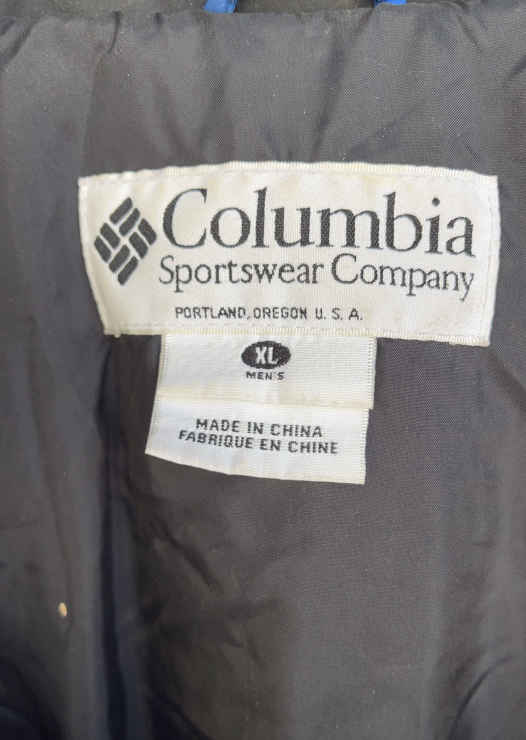 Columbia
Sportswear Company
PORTLAND, OREGON U. S. A.
XL
MEN'S
MADE IN CHINA
FABRIQUE EN CHINE